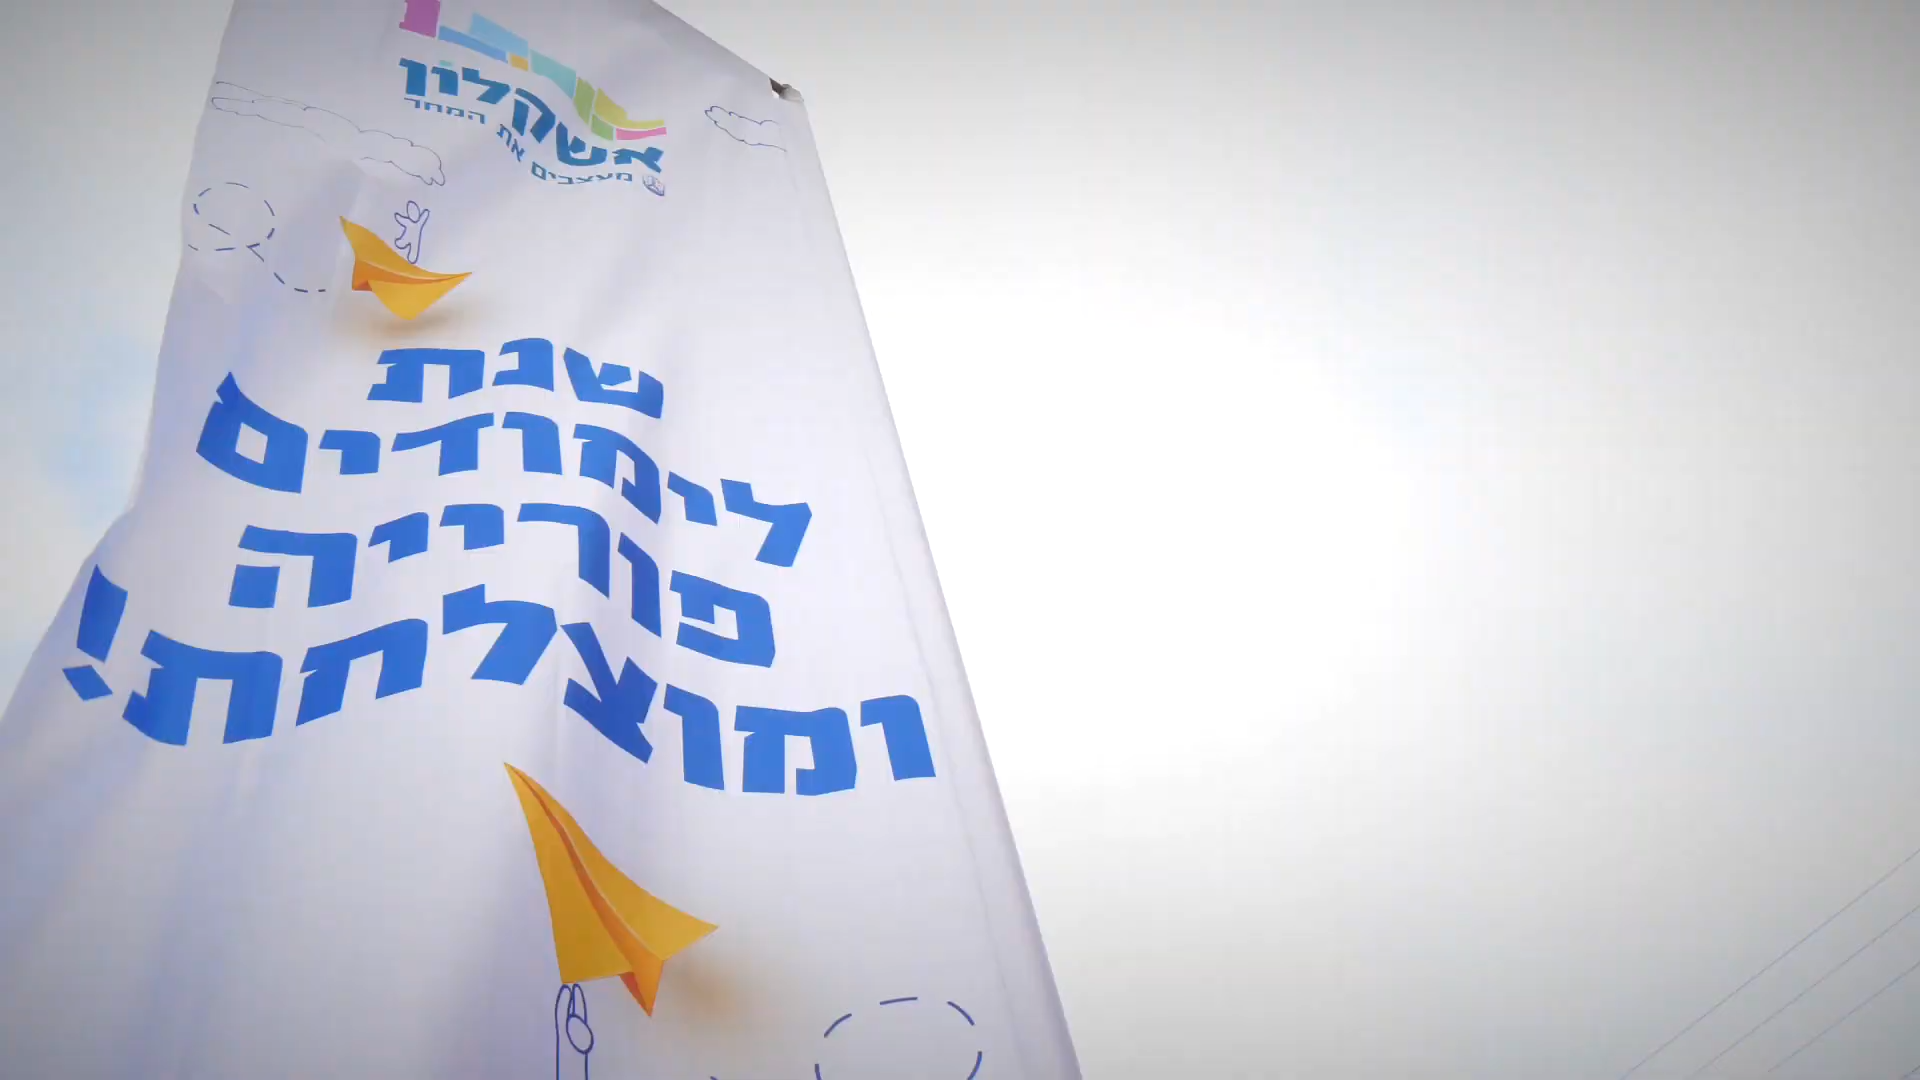 אשקלון
מעצבים את המחר
שנת
לימודים
פורייה
ומוצלחת!